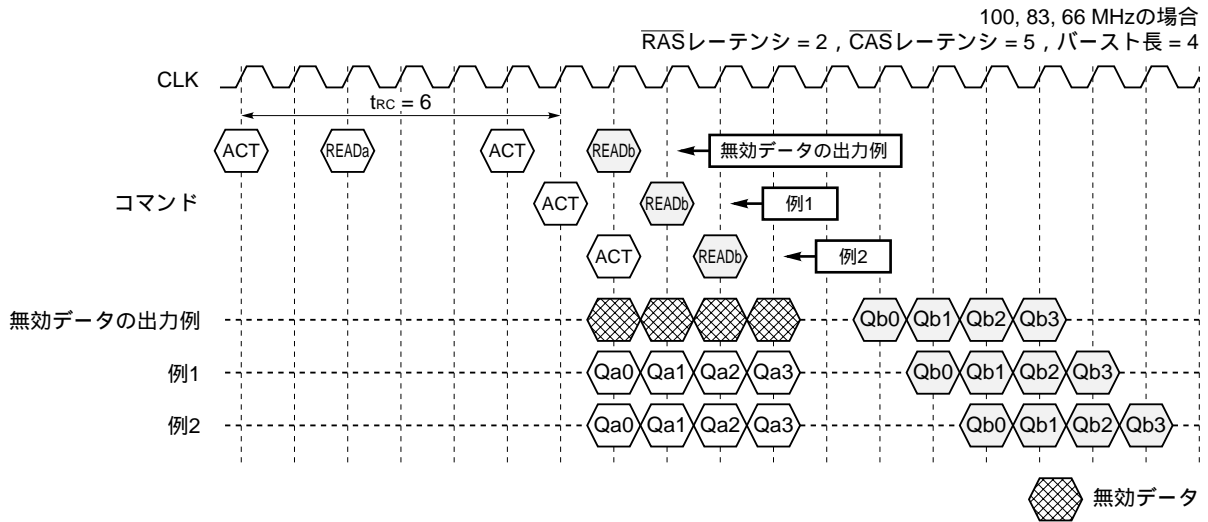 100, 83, 66 MHzの場合
RASレーテンシ = 2 , CASレーテンシ = 5 , バースト長 = 4
CLK
tRC = 6
ACT READa ACT READb 無効データの出力例
コマンド ACT READb 例1
ACT READb 例2
無効データの出力例 Qb0 Qb1 Qb2 Qb3
例1 Qa0 Qa1 Qa2 Qa3 Qb0 Qb1 Qb2 Qb3
例2 Qa0 Qa1 Qa2 Qa3 Qb0 Qb1 Qb2 Qb3
無効データ